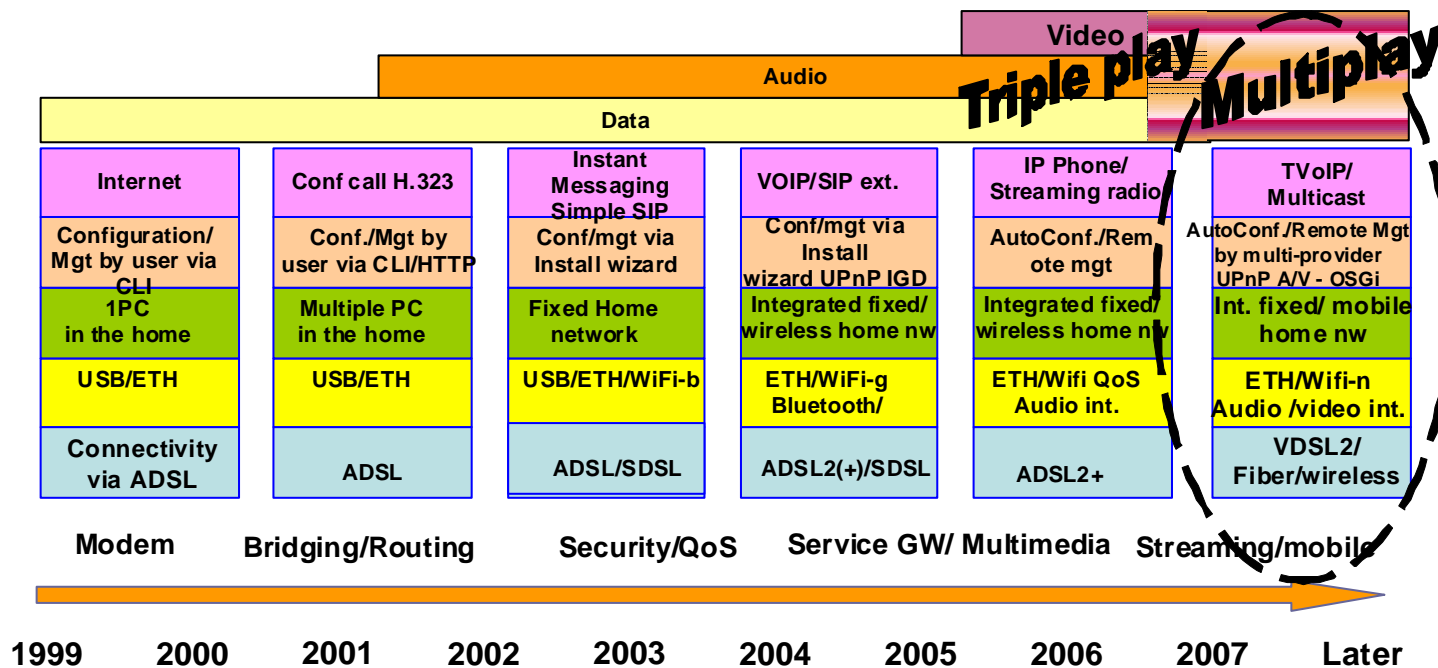 Video
Audio
Data
Triple play
Multiplay
Internet
Configuration/
Mgt by user via
CLI
1PC
in the home
USB/ETH
Connectivity
via ADSL
Conf call H.323
Conf./Mgt by
user via CLI/HTTP
Multiple PC
in the home
USB/ETH
ADSL
Instant
Messaging
Simple SIP
Conf/mgt via
Install wizard
Fixed Home
network
USB/ETH/WiFi-b
ADSL/SDSL
VOIP/SIP ext.
Conf/mgt via
Install
wizard UPnP IGD
Integrated fixed/
wireless home nw
ETH/WiFi-g
Bluetooth/
ADSL2(+)/SDSL
IP Phone/
Streaming radio
AutoConf./Rem
ote mgt
Integrated fixed/
wireless home nw
ETH/Wifi QoS
Audio int.
ADSL2+
TVoIP/
Multicast
AutoConf./Remote Mgt
by multi-provider
UPnP A/V - OSGi
Int. fixed/ mobile
home nw
ETH/Wifi-n
Audio /video int.
VDSL2/
Fiber/wireless
Modem
Bridging/Routing
Security/QoS
Service GW/ Multimedia
Streaming/mobile
1999 2000 2001 2002 2003 2004 2005 2006 2007 Later